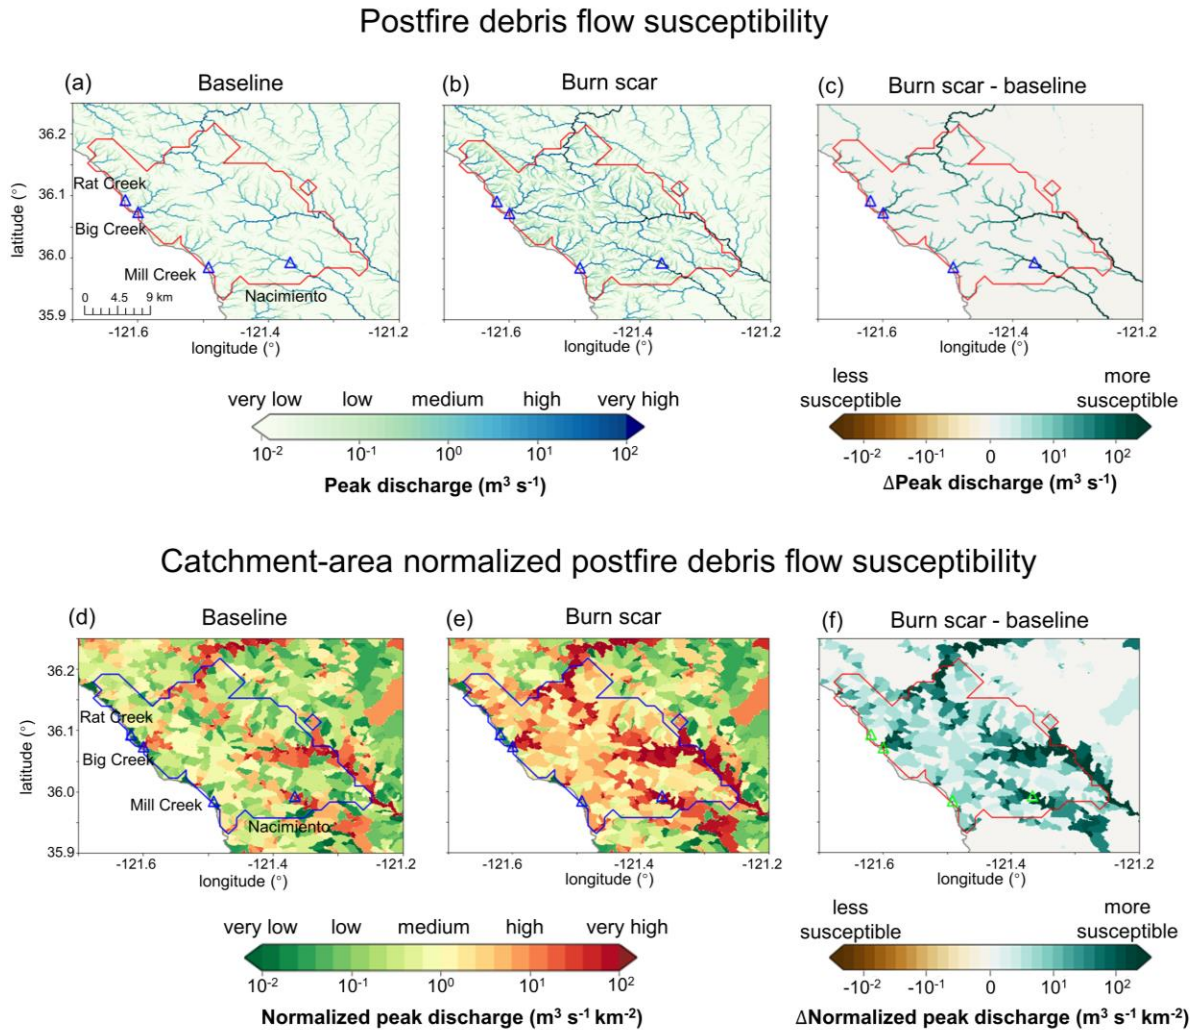 Postfire debris flow susceptibility
(a) Baseline (b) Burn scar (c) Burn scar - baseline
36.2
36.1
36.0
35.9
latitude (°)
Rat Creek
Big Creek
Mill Creek
Nacimiento
0 4.5 9 km
-121.6 -121.4 -121.2 -121.6 -121.4 -121.2 -121.6 -121.4 -121.2
longitude (°) longitude (°) longitude (°)
very low low medium high very high
10⁻² 10⁻¹ 10⁰ 10¹ 10²
Peak discharge (m³ s⁻¹)
less susceptible more susceptible
-10⁻² -10⁻¹ 0 10¹ 10²
ΔPeak discharge (m³ s⁻¹)
Catchment-area normalized postfire debris flow susceptibility
(d) Baseline (e) Burn scar (f) Burn scar - baseline
36.2
36.1
36.0
35.9
latitude (°)
Rat Creek
Big Creek
Mill Creek
Nacimiento
-121.6 -121.4 -121.2 -121.6 -121.4 -121.2 -121.6 -121.4 -121.2
longitude (°) longitude (°) longitude (°)
very low low medium high very high
10⁻² 10⁻¹ 10⁰ 10¹ 10²
Normalized peak discharge (m³ s⁻¹ km⁻²)
less susceptible more susceptible
-10⁻² -10⁻¹ 0 10¹ 10²
ΔNormalized peak discharge (m³ s⁻¹ km⁻²)